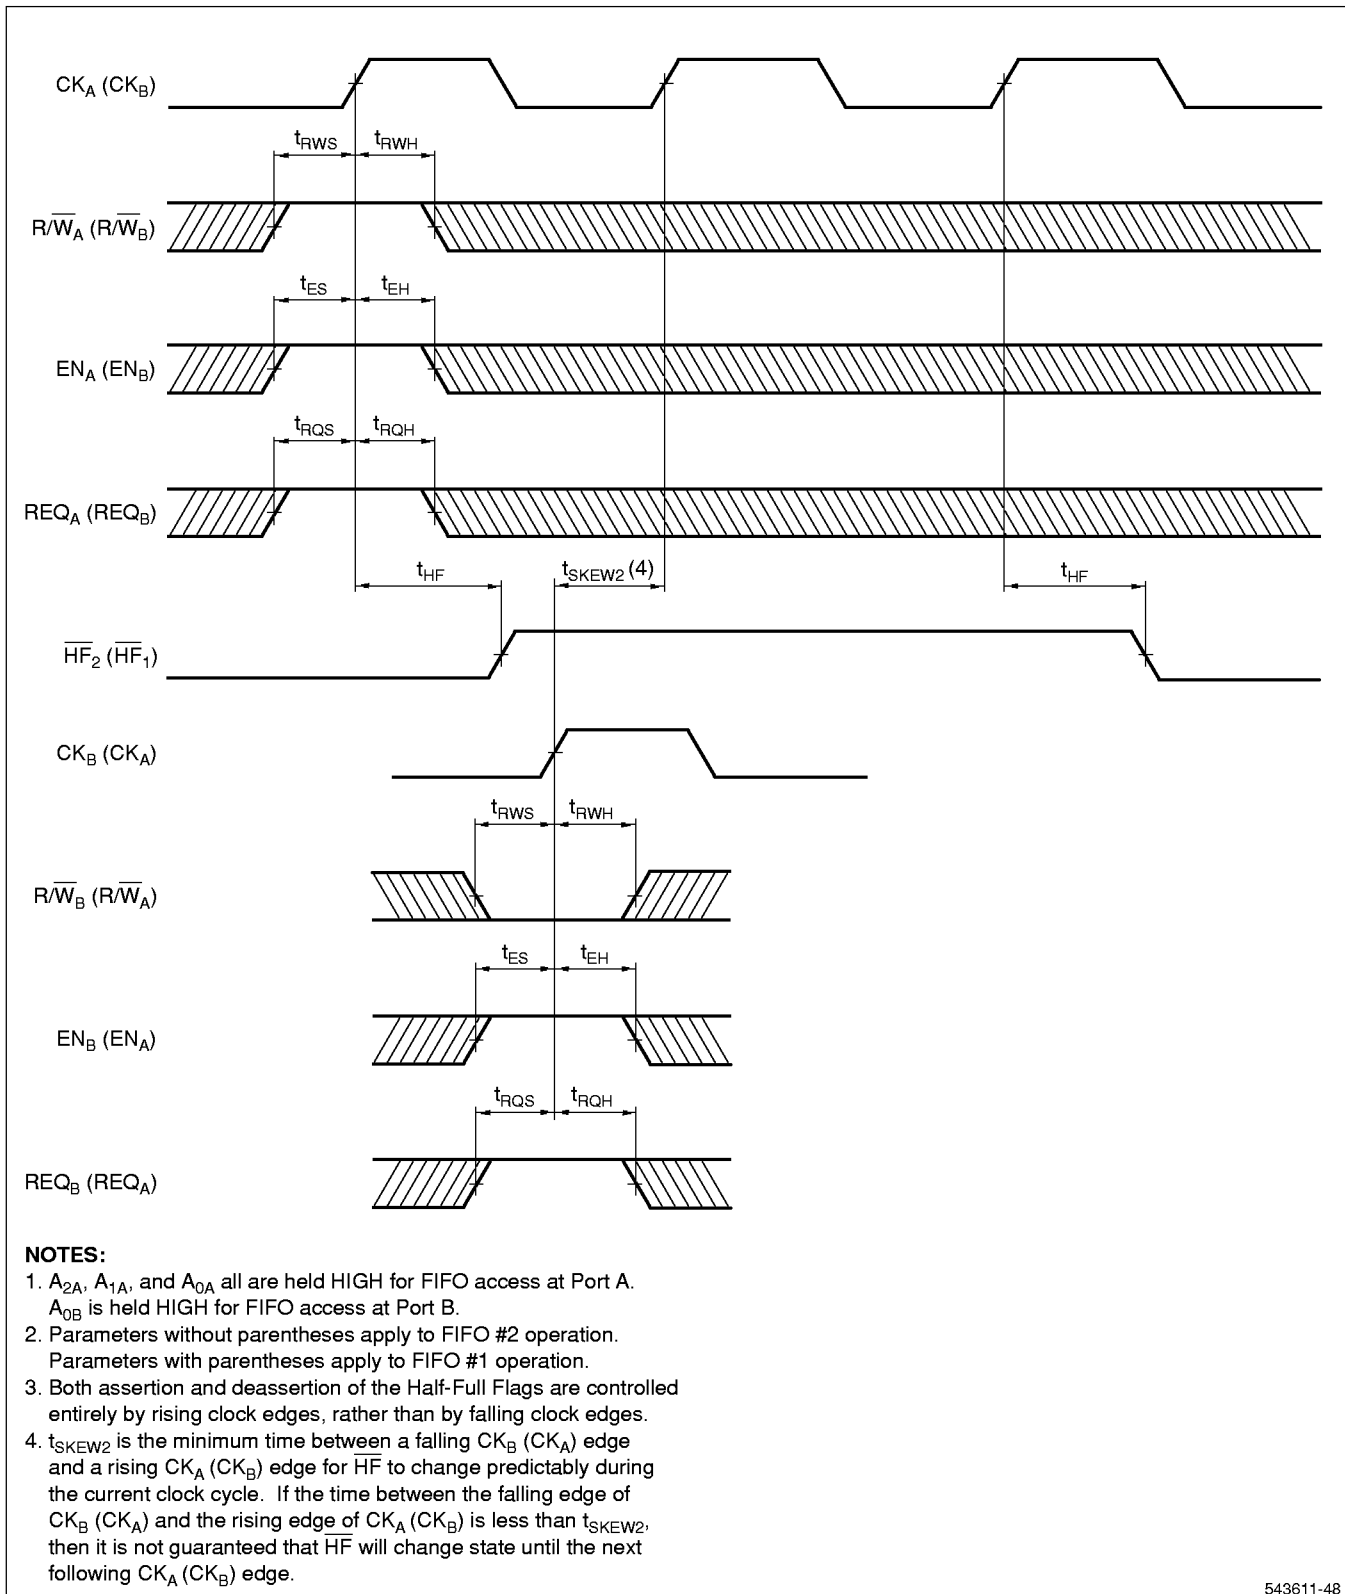 CKA (CKB)
tRWS tRWH
R/W̅A (R/W̅B)
tES tEH
ENA (ENB)
tRQS tRQH
REQA (REQB)
tHF tSKEW2 (4) tHF
H̅F̅2 (H̅F̅1)
CKB (CKA)
tRWS tRWH
R/W̅B (R/W̅A)
tES tEH
ENB (ENA)
tRQS tRQH
REQB (REQA)
NOTES:
1. A2A, A1A, and A0A all are held HIGH for FIFO access at Port A.
A0B is held HIGH for FIFO access at Port B.
2. Parameters without parentheses apply to FIFO #2 operation.
Parameters with parentheses apply to FIFO #1 operation.
3. Both assertion and deassertion of the Half-Full Flags are controlled
entirely by rising clock edges, rather than by falling clock edges.
4. tSKEW2 is the minimum time between a falling CKB (CKA) edge
and a rising CKA (CKB) edge for H̅F̅ to change predictably during
the current clock cycle. If the time between the falling edge of
CKB (CKA) and the rising edge of CKA (CKB) is less than tSKEW2,
then it is not guaranteed that H̅F̅ will change state until the next
following CKA (CKB) edge.
543611-48